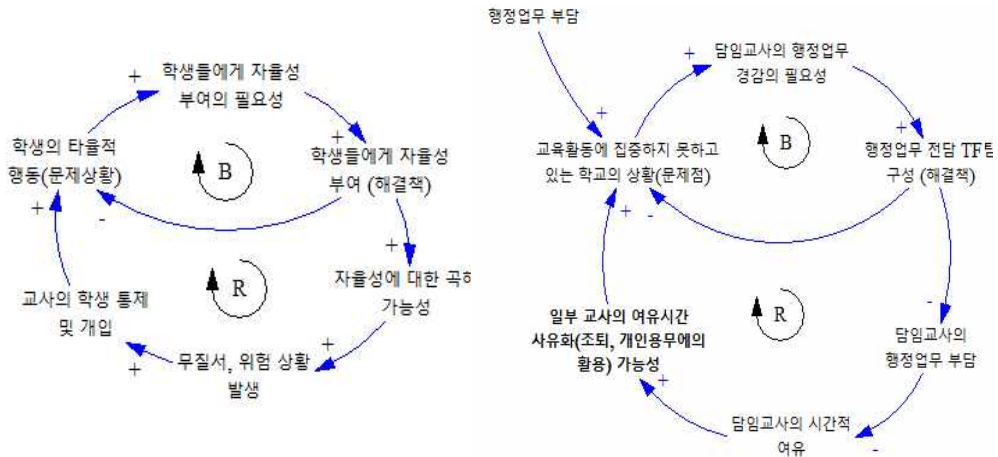 +
학생들에게 자율성
부여의 필요성
+
학생들에게 자율성
부여 (해결책)
학생의 타율적
행동(문제상황)
B
+
-
+
자율성에 대한
가능성
R
교사의 학생 통제
및 개입
+
무질서, 위험 상황
발생
+
행정업무 부담
+
담임교사의 행정업무
경감의 필요성
+
+
교육활동에 집중하지 못하고
있는 학교의 상황(문제점)
B
행정업무 전담
구성 (해결책)
+
-
-
일부 교사의 여유시간
사유화(조퇴, 개인용무에의
활용) 가능성
R
담임교사의
행정업무 부담
+
담임교사의 시간적
여유
-